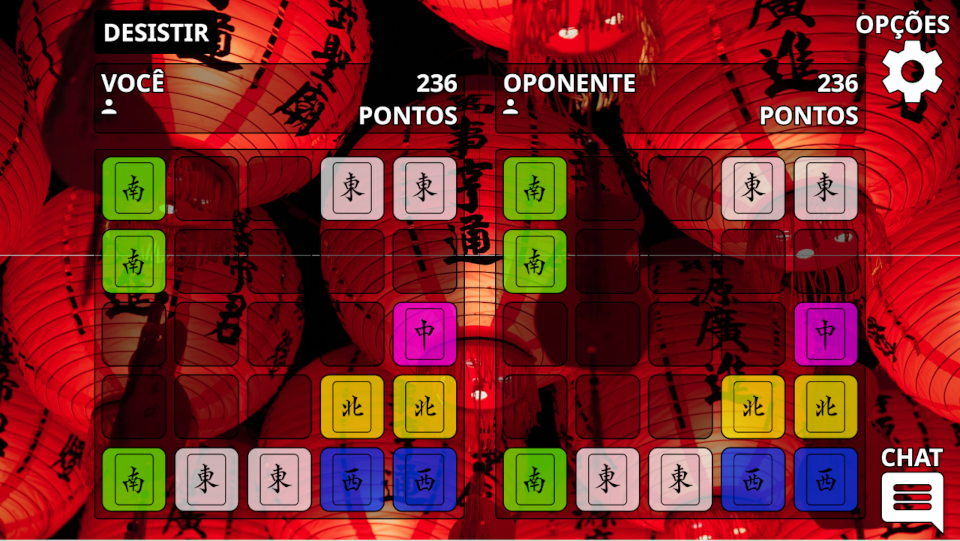 DESISTIR
OPÇÕES
VOCÊ
236
PONTOS
OPONENTE
236
PONTOS
南 東 東
南
中
北 北
南 東 東 西 西
南 東 東
南
中
北 北
南 東 東 西 西
CHAT